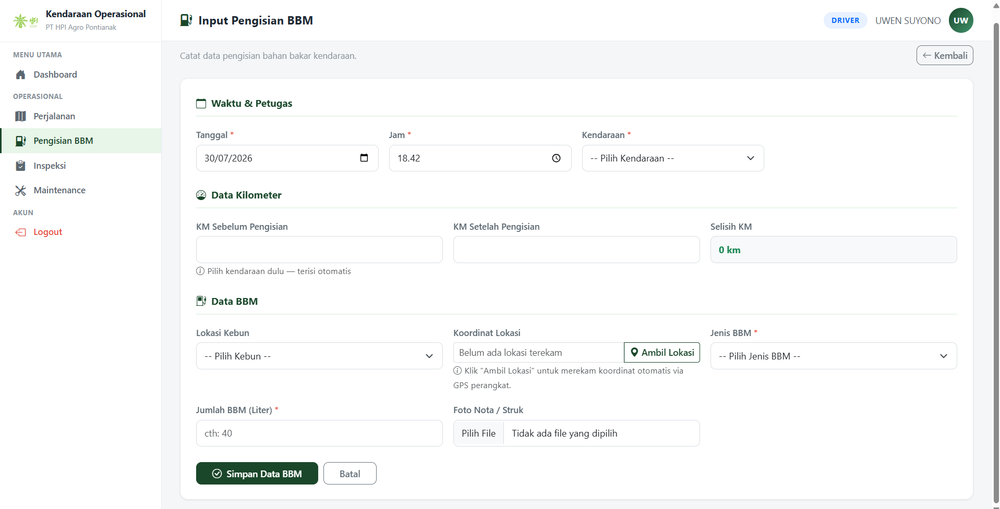 HPI
Kendaraan Operasional
PT HPI Agro Pontianak
MENU UTAMA
Dashboard
OPERASIONAL
Perjalanan
Pengisian BBM
Inspeksi
Maintenance
AKUN
Logout
Input Pengisian BBM
DRIVER
UWEN SUYONO
UW
Catat data pengisian bahan bakar kendaraan.
← Kembali
Waktu & Petugas
Tanggal *
Jam *
Kendaraan *
30/07/2026
18.42
-- Pilih Kendaraan --
Data Kilometer
KM Sebelum Pengisian
KM Setelah Pengisian
Selisih KM
0 km
Pilih kendaraan dulu — terisi otomatis
Data BBM
Lokasi Kebun
Koordinat Lokasi
Jenis BBM *
-- Pilih Kebun --
Belum ada lokasi terekam
Ambil Lokasi
-- Pilih Jenis BBM --
Klik "Ambil Lokasi" untuk merekam koordinat otomatis via
GPS perangkat.
Jumlah BBM (Liter) *
Foto Nota / Struk
cth: 40
Pilih File
Tidak ada file yang dipilih
Simpan Data BBM
Batal